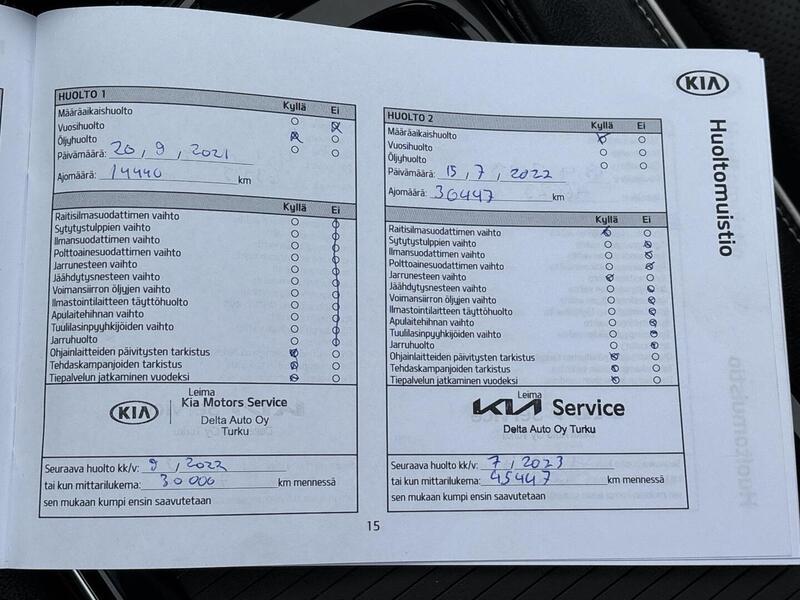 KIA
Huoltomuistio
HUOLTO 1
Kyllä Ei
Määräaikaishuolto
Vuosihuolto
Öljyhuolto
Päivämäärä: 20, 9, 2021
Ajomäärä: 14440 km
Kyllä Ei
Raitisilmasuodattimen vaihto
Sytytystulppien vaihto
Ilmansuodattimen vaihto
Polttoainesuodattimen vaihto
Jarrunesteen vaihto
Jäähdytysnesteen vaihto
Voimansiirron öljyjen vaihto
Ilmastointilaitteen täyttöhuolto
Apulaitehihnan vaihto
Tuulilasinpyyhkijöiden vaihto
Jarruhuolto
Ohjainlaitteiden päivitysten tarkistus
Tehdaskampanjoiden tarkistus
Tiepalvelun jatkaminen vuodeksi
Leima
KIA
Kia Motors Service
Delta Auto Oy
Turku
Seuraava huolto kk/v: 9, 2022
tai kun mittarilukema: 30000 km mennessä
sen mukaan kumpi ensin saavutetaan
HUOLTO 2
Kyllä Ei
Määräaikaishuolto
Vuosihuolto
Öljyhuolto
Päivämäärä: 15, 7, 2022
Ajomäärä: 30447 km
Kyllä Ei
Raitisilmasuodattimen vaihto
Sytytystulppien vaihto
Ilmansuodattimen vaihto
Polttoainesuodattimen vaihto
Jarrunesteen vaihto
Jäähdytysnesteen vaihto
Voimansiirron öljyjen vaihto
Ilmastointilaitteen täyttöhuolto
Apulaitehihnan vaihto
Tuulilasinpyyhkijöiden vaihto
Jarruhuolto
Ohjainlaitteiden päivitysten tarkistus
Tehdaskampanjoiden tarkistus
Tiepalvelun jatkaminen vuodeksi
Leima
KIA Service
Delta Auto Oy Turku
Seuraava huolto kk/v: 7, 2023
tai kun mittarilukema: 45447 km mennessä
sen mukaan kumpi ensin saavutetaan
15